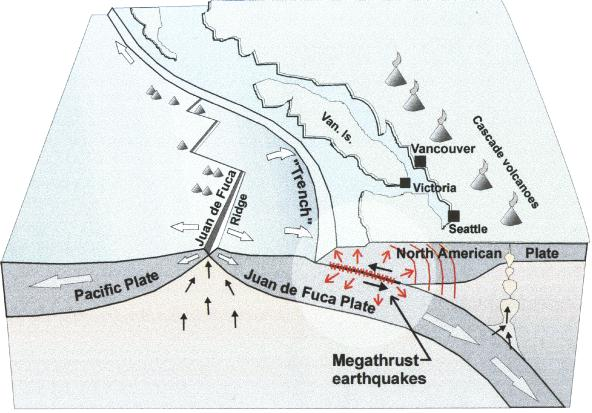 Van. Is.
Cascade volcanoes
Vancouver
Victoria
Seattle
"Trench"
Juan de Fuca
Ridge
North American Plate
Pacific Plate
Juan de Fuca Plate
Megathrust
earthquakes